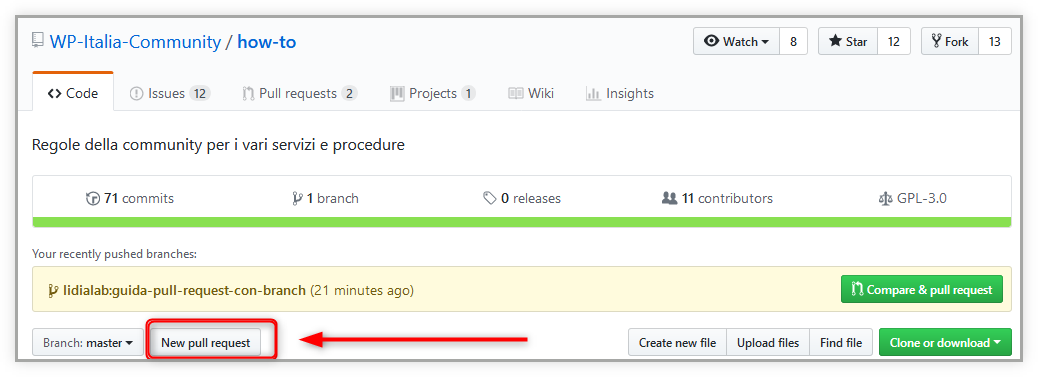 WP-Italia-Community / how-to
Watch 8 Star 12 Fork 13
Code Issues 12 Pull requests 2 Projects 1 Wiki Insights
Regole della community per i vari servizi e procedure
71 commits 1 branch 0 releases 11 contributors GPL-3.0
Your recently pushed branches:
lidialab:guida-pull-request-con-branch (21 minutes ago) Compare & pull request
Branch: master New pull request Create new file Upload files Find file Clone or download